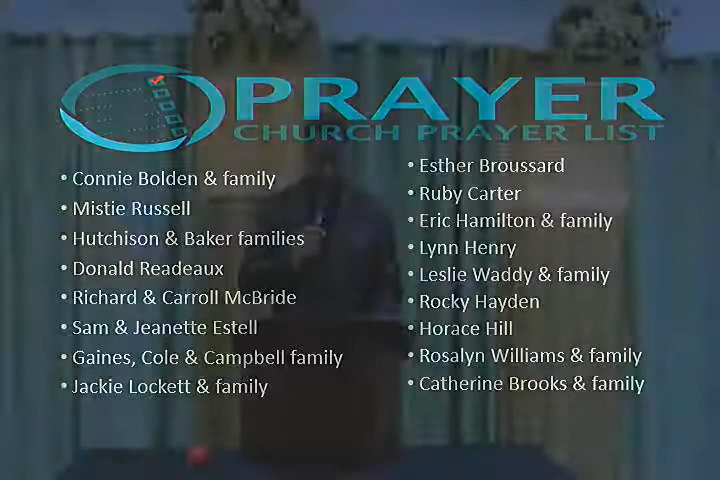 PRAYER
CHURCH PRAYER LIST
• Connie Bolden & family
• Mistie Russell
• Hutchison & Baker families
• Donald Readeaux
• Richard & Carroll McBride
• Sam & Jeanette Estell
• Gaines, Cole & Campbell family
• Jackie Lockett & family
• Esther Broussard
• Ruby Carter
• Eric Hamilton & family
• Lynn Henry
• Leslie Waddy & family
• Rocky Hayden
• Horace Hill
• Rosalyn Williams & family
• Catherine Brooks & family